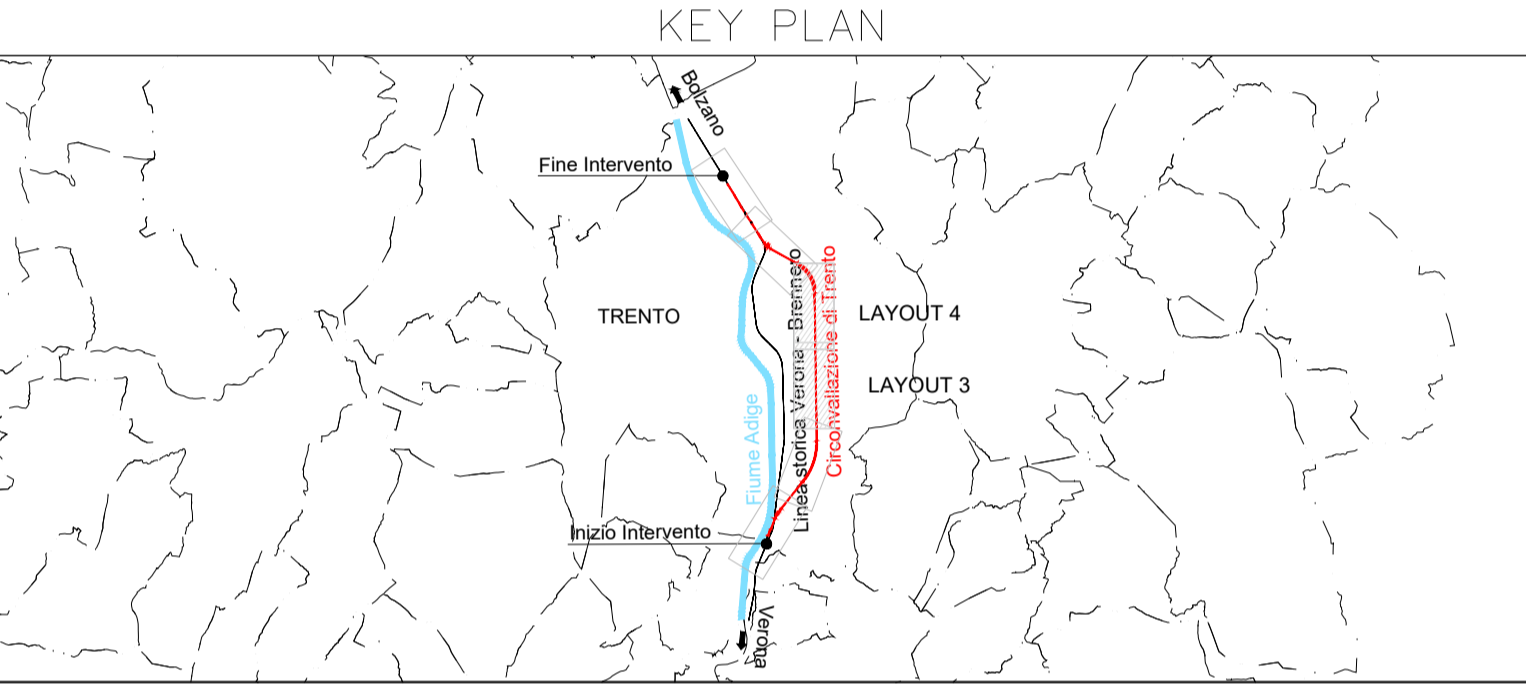 KEY PLAN
Bolzano
Fine Intervento
TRENTO
Linea storica Verona - Brennero
Circonvallazione di Trento
LAYOUT 4
LAYOUT 3
Fiume Adige
Inizio Intervento
Verona